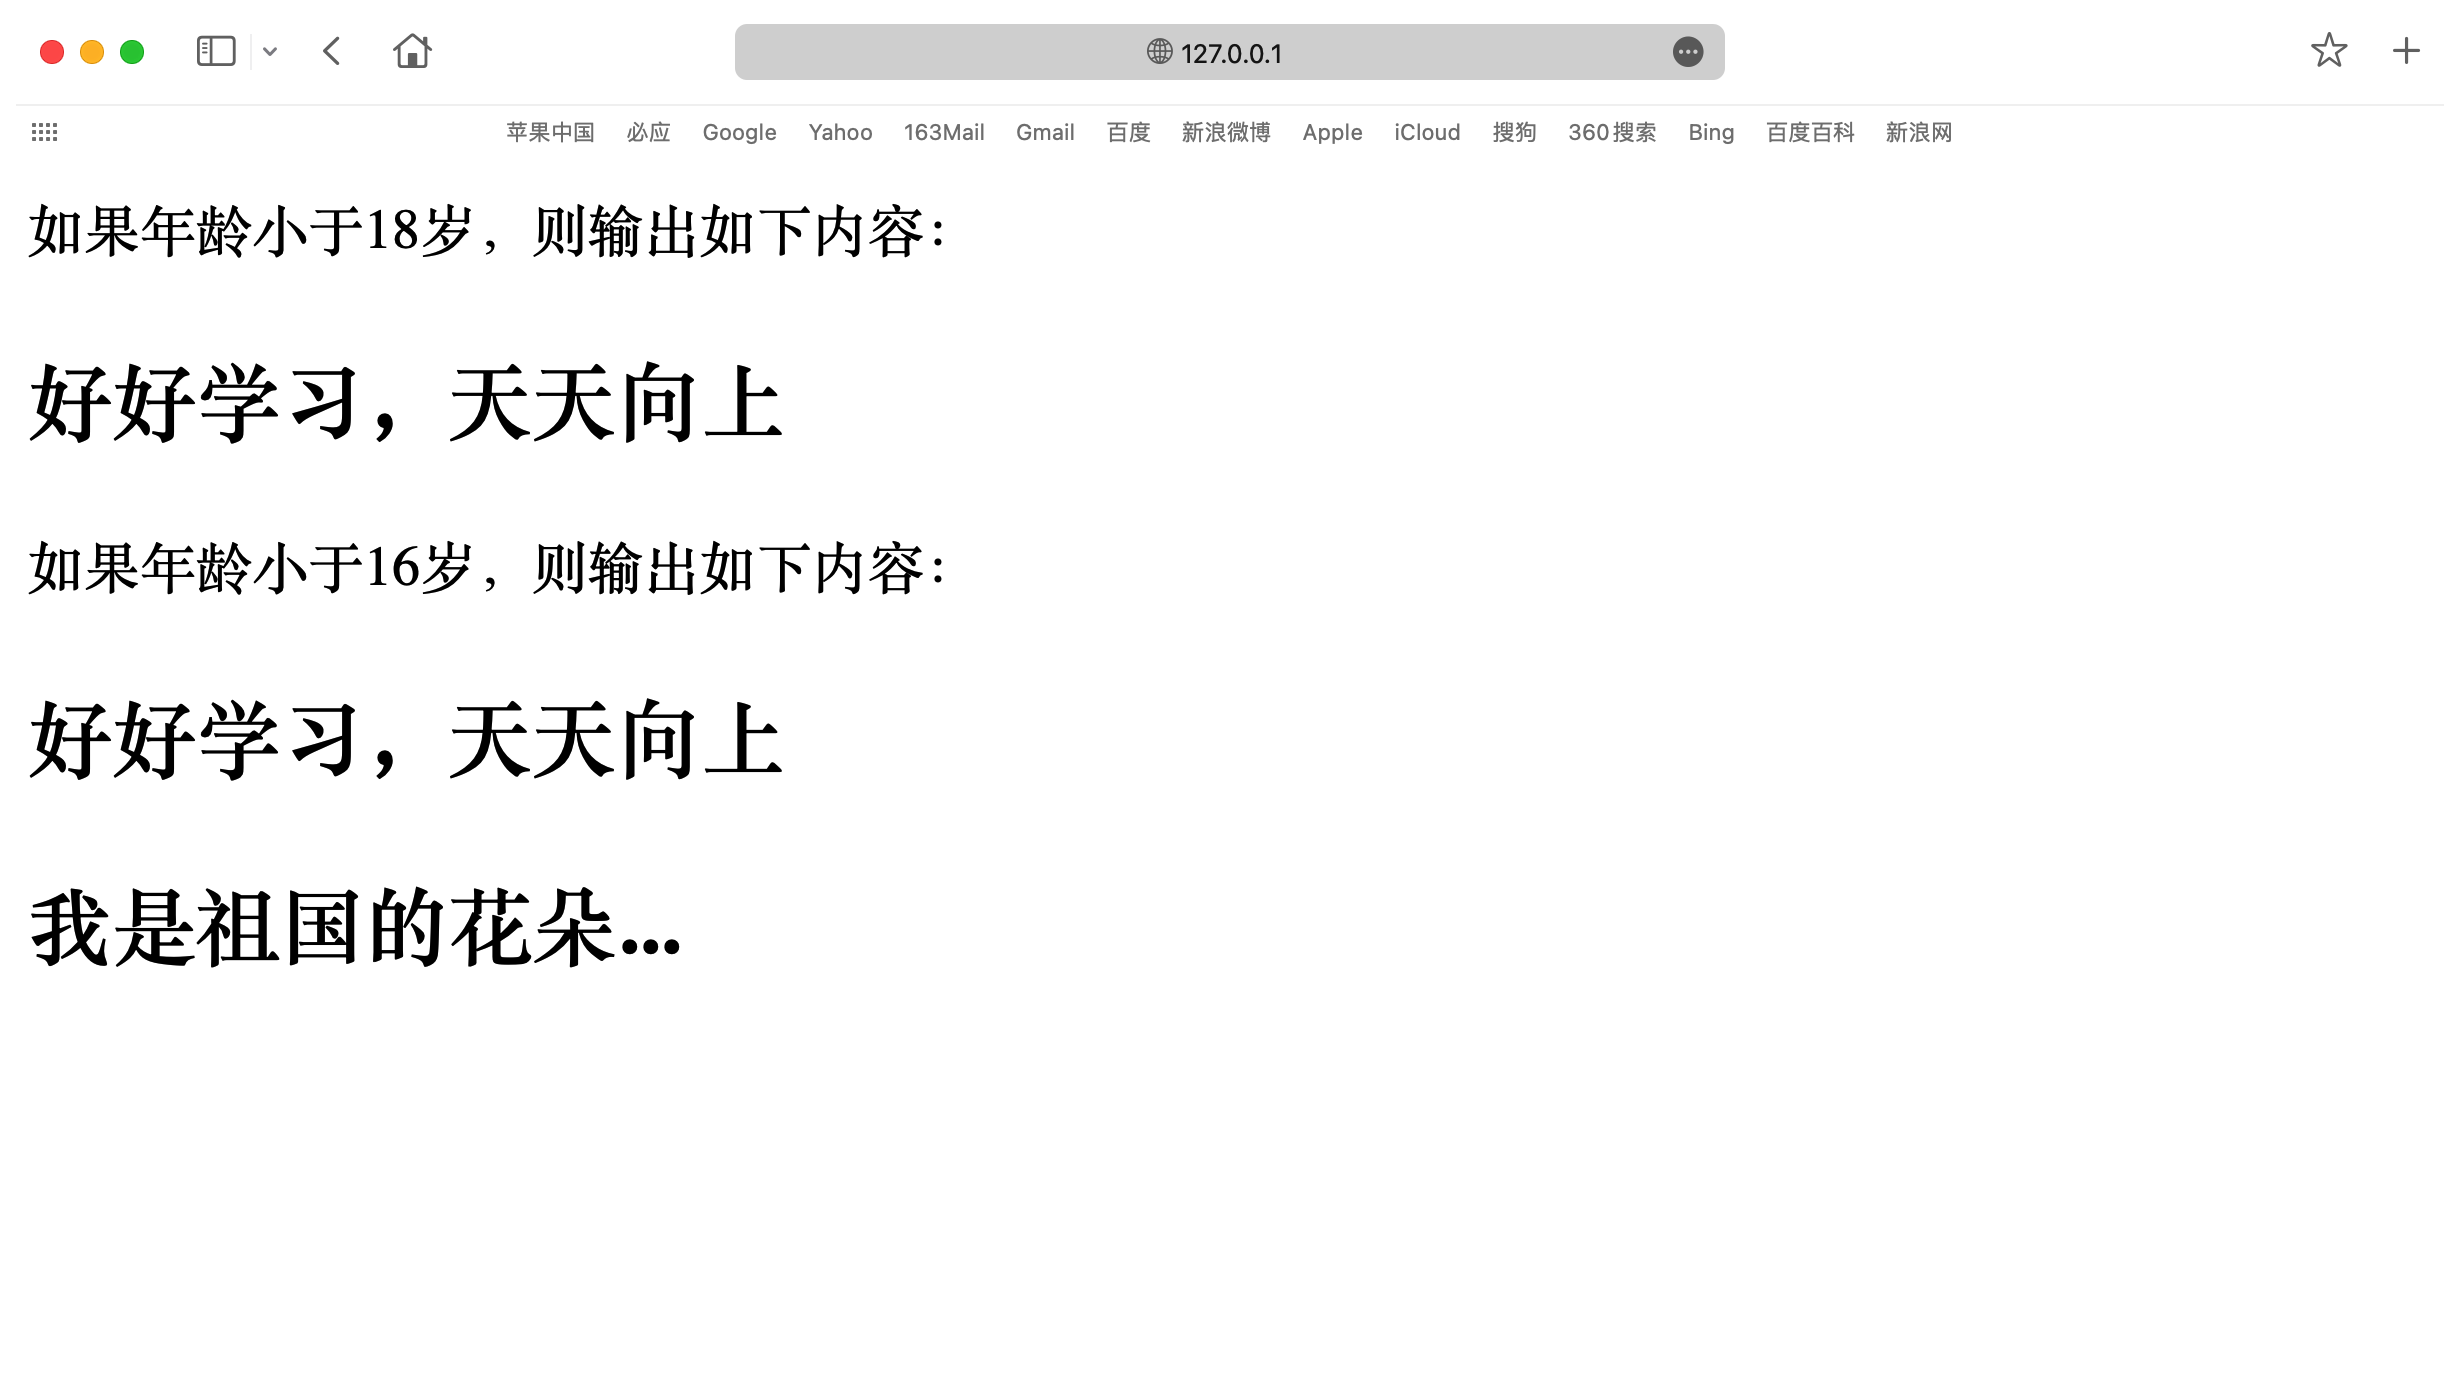 127.0.0.1
苹果中国 必应 Google Yahoo 163Mail Gmail 百度 新浪微博 Apple iCloud 搜狗 360搜索 Bing 百度百科 新浪网
如果年龄小于18岁，则输出如下内容：
好好学习，天天向上
如果年龄小于16岁，则输出如下内容：
好好学习，天天向上
我是祖国的花朵...